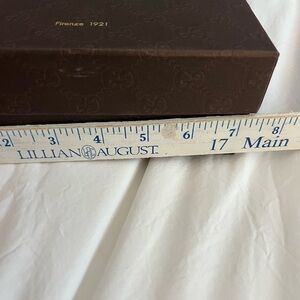 Firenze 1921
2 3 4 5 6 7 8
LILLIAN AUGUST. 17 Main